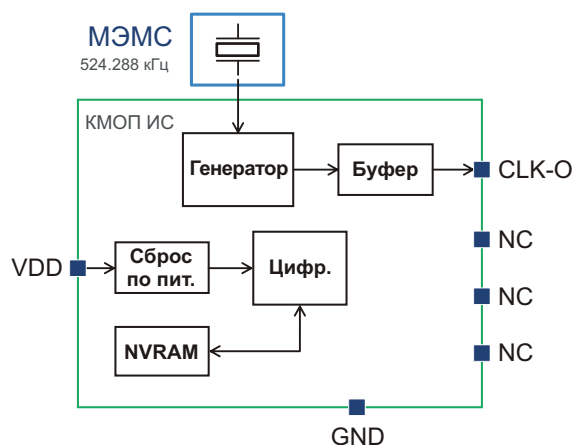 МЭМС
524.288 кГц
КМОП ИС
Генератор
Буфер
CLK-O
NC
VDD
Сброс
по пит.
Цифр.
NC
NVRAM
NC
GND